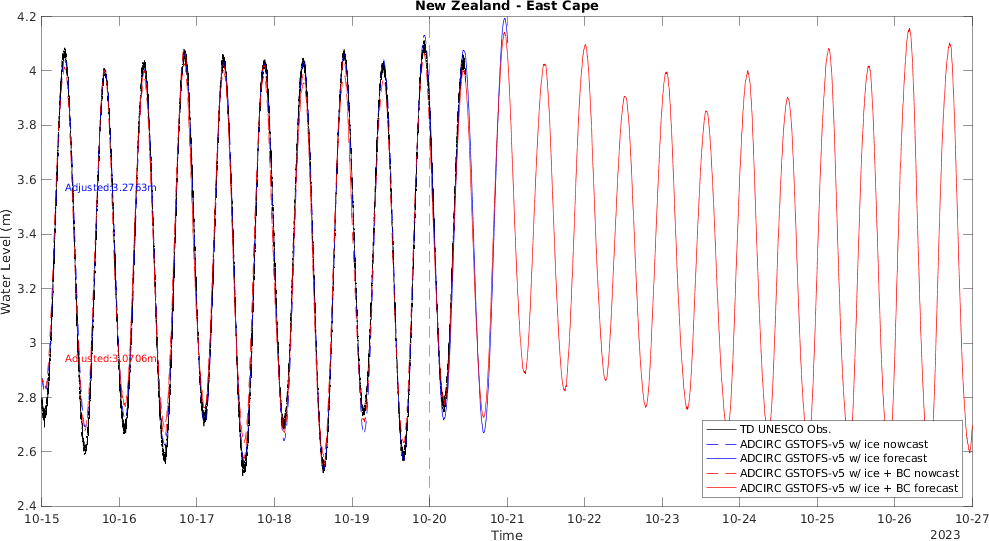 New Zealand - East Cape
Water Level (m)
4.2
4
3.8
3.6
3.4
3.2
3
2.8
2.6
2.4
Adjusted:3.2763m
Adjusted:3.0706m
TD UNESCO Obs.
ADCIRC GSTOFS-v5 w/ ice nowcast
ADCIRC GSTOFS-v5 w/ ice forecast
ADCIRC GSTOFS-v5 w/ ice + BC nowcast
ADCIRC GSTOFS-v5 w/ ice + BC forecast
10-15 10-16 10-17 10-18 10-19 10-20 10-21 10-22 10-23 10-24 10-25 10-26 10-27
Time
2023